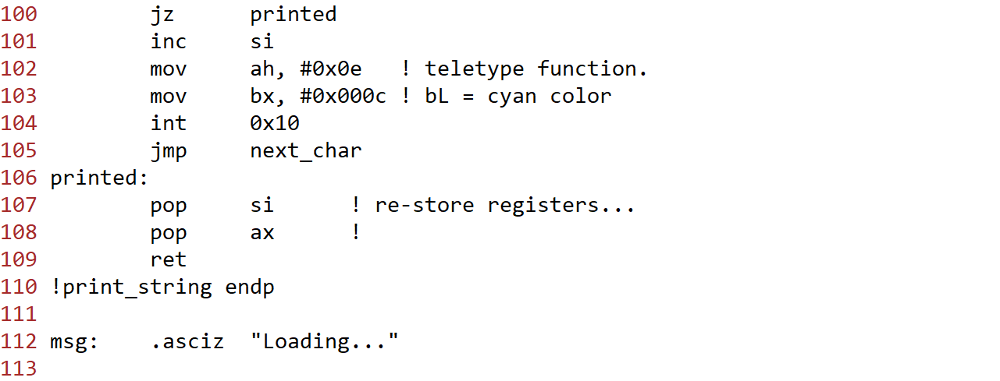 100         jz      printed
101         inc     si
102         mov     ah, #0x0e   ! teletype function.
103         mov     bx, #0x000c ! bL = cyan color
104         int     0x10
105         jmp     next_char
106 printed:
107         pop     si      ! re-store registers...
108         pop     ax      !
109         ret
110 !print_string endp
111
112 msg:    .asciz  "Loading..."
113